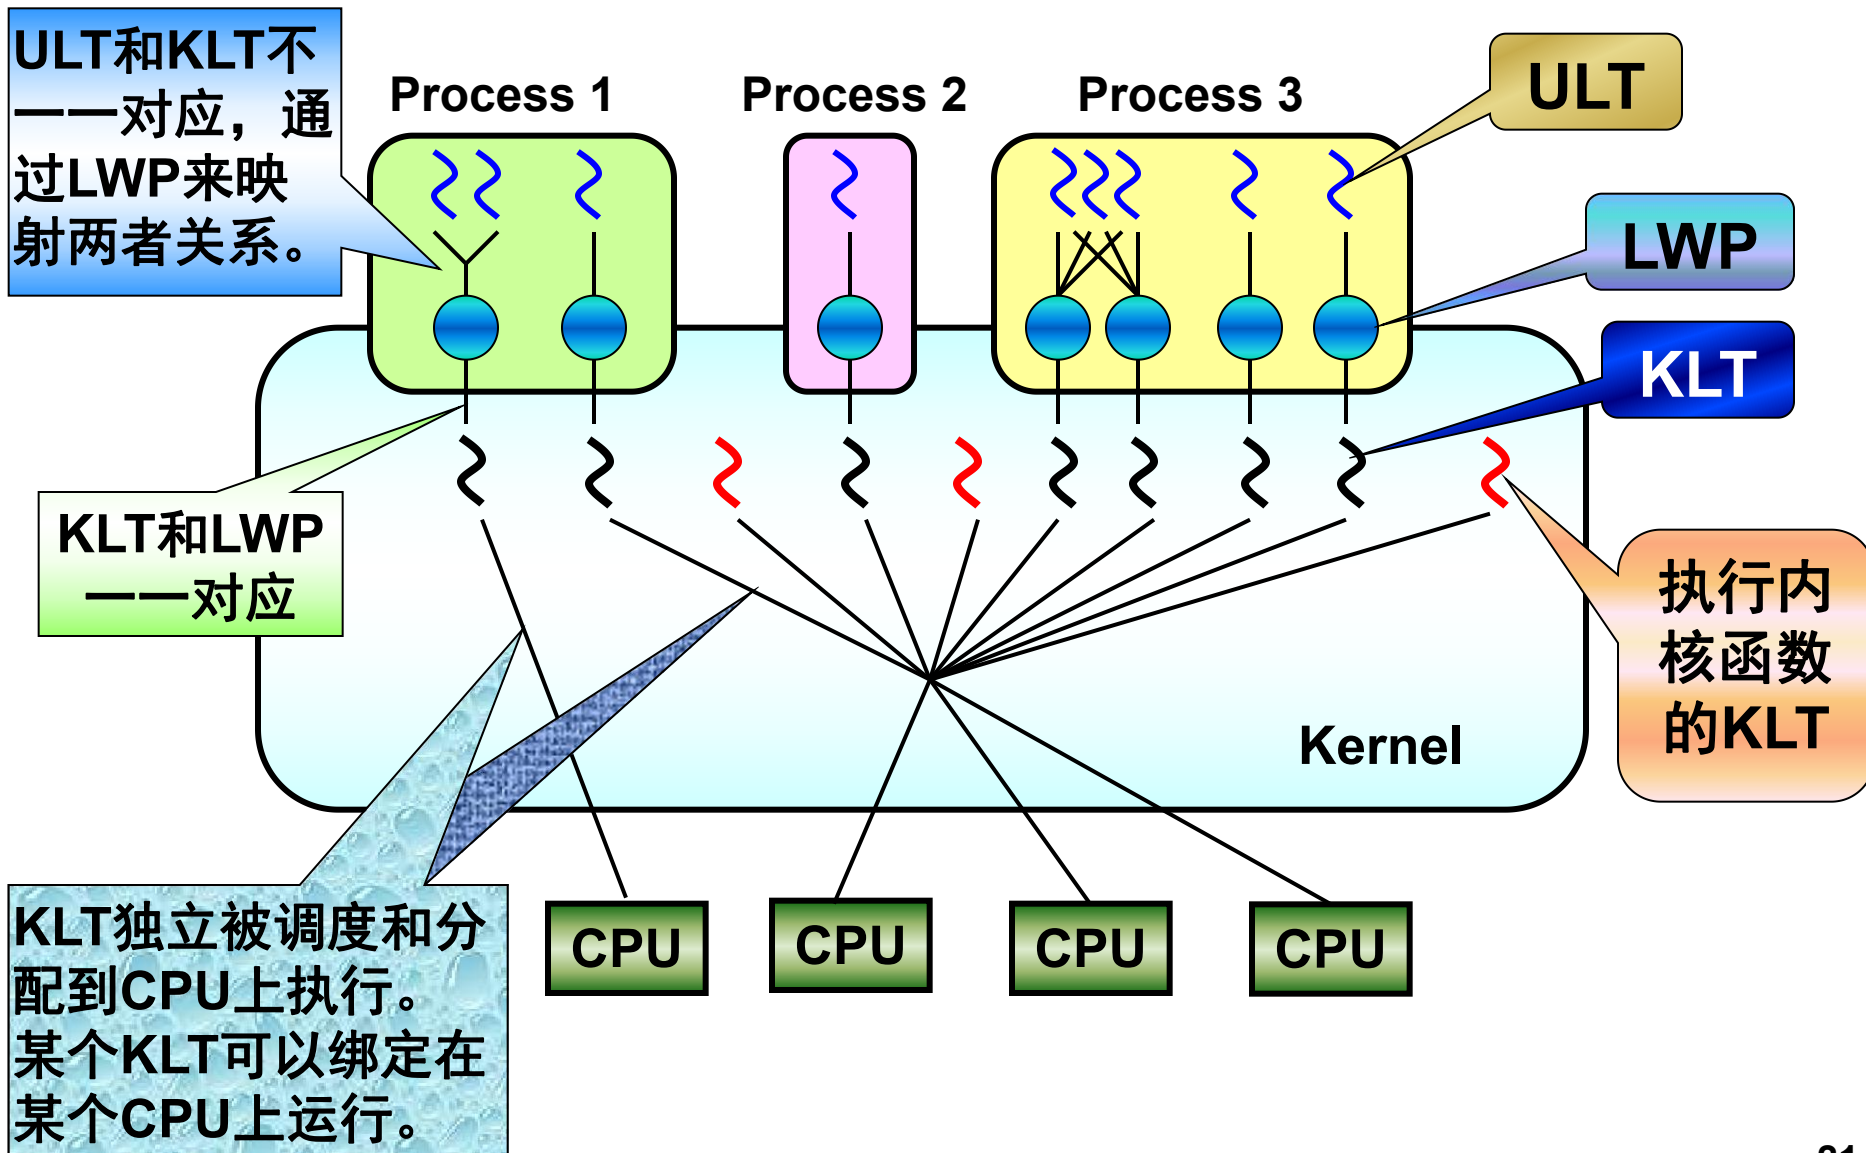 ULT和KLT不
一一对应，通
过LWP来映
射两者关系。
Process 1
Process 2
Process 3
ULT
LWP
KLT
KLT和LWP
一一对应
执行内
核函数
的KLT
Kernel
KLT独立被调度和分
配到CPU上执行。
某个KLT可以绑定在
某个CPU上运行。
CPU
CPU
CPU
CPU